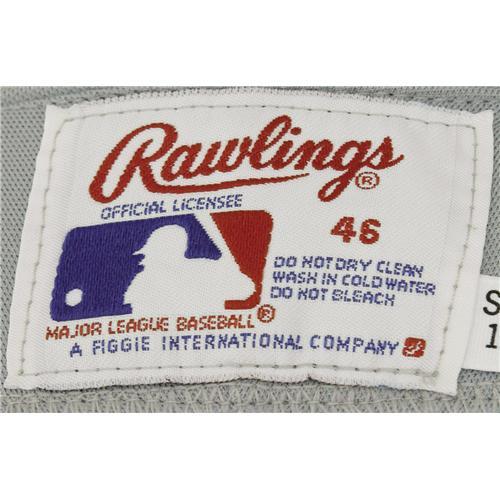 Rawlings®
OFFICIAL LICENSEE
46
DO NOT DRY CLEAN
WASH IN COLD WATER
DO NOT BLEACH
MAJOR LEAGUE BASEBALL®
A FIGGIE INTERNATIONAL COMPANY
S
1